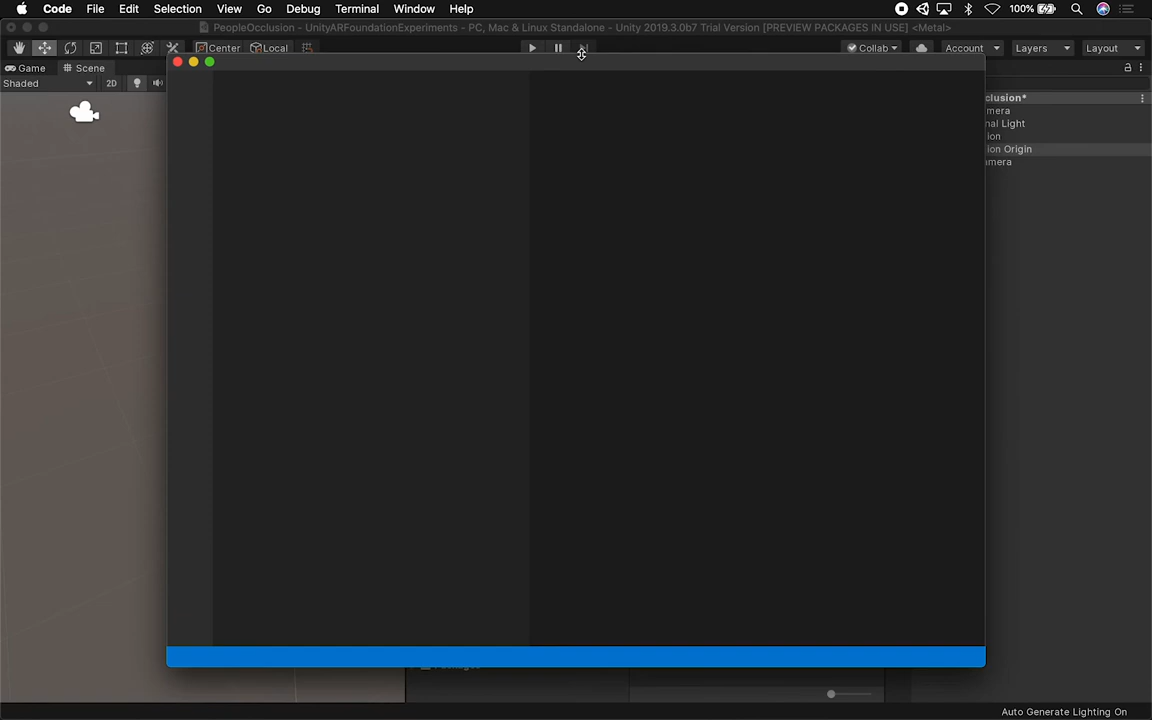 Code File Edit Selection View Go Debug Terminal Window Help 100%
PeopleOcclusion - UnityARFoundationExperiments - PC, Mac & Linux Standalone - Unity 2019.3.0b7 Trial Version [PREVIEW PACKAGES IN USE] <Metal>
Center Local Collab Account Layers Layout
Game Scene
Shaded 2D
clusion*
mera
nal Light
ion
ion Origin
amera
Auto Generate Lighting On